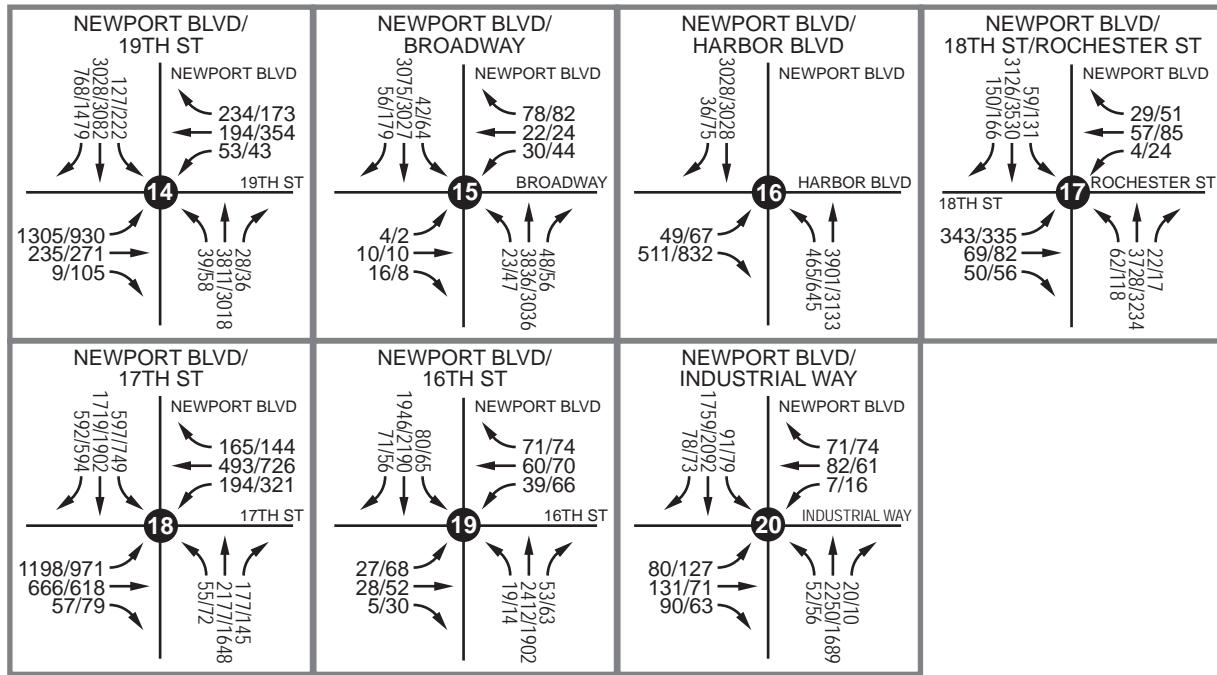 NEWPORT BLVD/
19TH ST
NEWPORT BLVD
768/1479
3028/3082
127/222
234/173
194/354
53/43
14
19TH ST
1305/930
235/271
9/105
39/58
3811/3018
28/36
NEWPORT BLVD/
BROADWAY
NEWPORT BLVD
56/179
3075/3027
42/64
78/82
22/24
30/44
15
BROADWAY
4/2
10/10
16/8
23/47
3836/3036
48/56
NEWPORT BLVD/
HARBOR BLVD
NEWPORT BLVD
36/75
3028/3028
16
HARBOR BLVD
49/67
511/832
465/645
3901/3133
NEWPORT BLVD/
18TH ST/ROCHESTER ST
NEWPORT BLVD
150/166
3126/3530
59/131
29/51
57/85
4/24
17
ROCHESTER ST
18TH ST
343/335
69/82
50/56
62/118
3728/3234
22/17
NEWPORT BLVD/
17TH ST
NEWPORT BLVD
592/594
1719/1902
597/749
165/144
493/726
194/321
18
17TH ST
1198/971
666/618
57/79
55/72
2177/1648
177/145
NEWPORT BLVD/
16TH ST
NEWPORT BLVD
71/56
1946/2190
80/65
71/74
60/70
39/66
19
16TH ST
27/68
28/52
5/30
19/14
2412/1902
53/63
NEWPORT BLVD/
INDUSTRIAL WAY
NEWPORT BLVD
78/73
1759/2092
91/79
71/74
82/61
7/16
20
INDUSTRIAL WAY
80/127
131/71
90/63
52/56
2250/1689
20/10